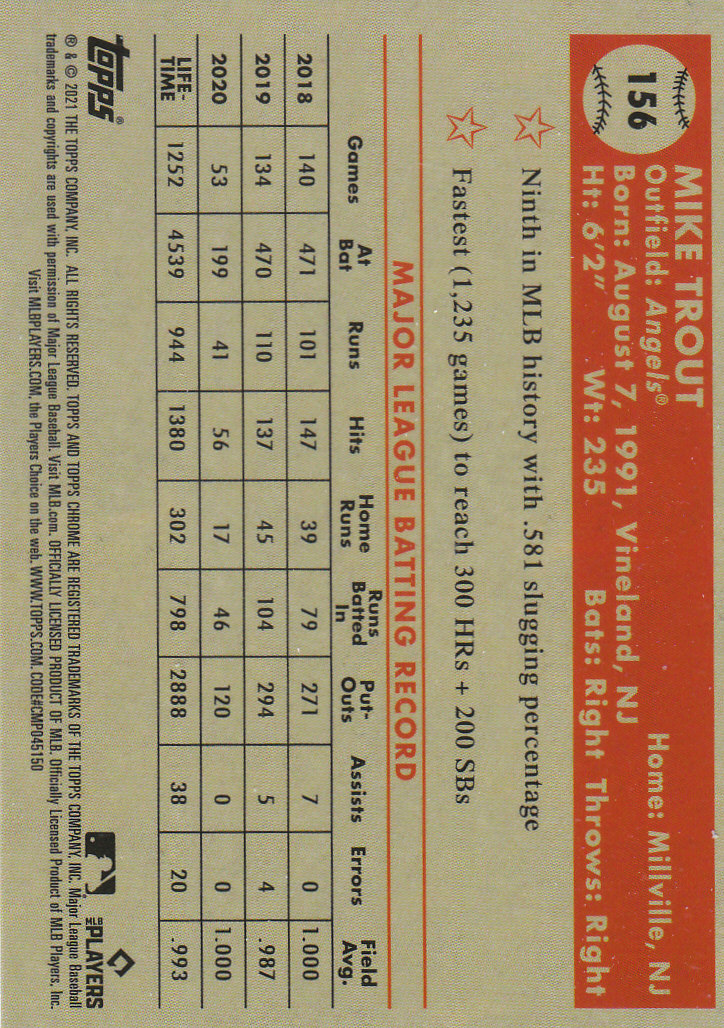 156
MIKE TROUT
Outfield: Angels® Home: Millville, NJ
Born: August 7, 1991, Vineland, NJ
Ht: 6'2" Wt: 235 Bats: Right Throws: Right
Ninth in MLB history with .581 slugging percentage
Fastest (1,235 games) to reach 300 HRs + 200 SBs
MAJOR LEAGUE BATTING RECORD
Games At Bat Runs Hits Home Runs Runs Batted In Put-Outs Assists Errors Field Avg.
2018 140 471 101 147 39 79 271 7 0 1.000
2019 134 470 110 137 45 104 294 5 4 .987
2020 53 199 41 56 17 46 120 0 0 1.000
LIFE-TIME 1252 4539 944 1380 302 798 2888 38 20 .993
topps®
MLB PLAYERS
® & © 2021 THE TOPPS COMPANY, INC. ALL RIGHTS RESERVED. TOPPS AND TOPPS CHROME ARE REGISTERED TRADEMARKS OF THE TOPPS COMPANY, INC. Major League Baseball
trademarks and copyrights are used with permission of Major League Baseball. Visit MLB.com. OFFICIALLY LICENSED PRODUCT OF MLB. Officially Licensed Product of MLB Players, Inc.
Visit MLBPLAYERS.COM, the Players Choice on the web. WWW.TOPPS.COM. CODE#CMP045150